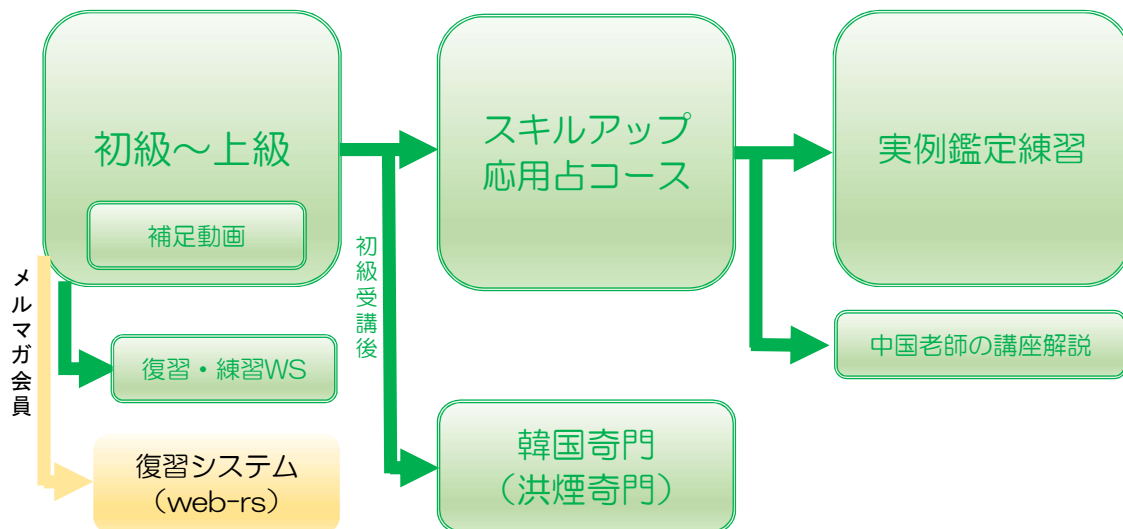 初級～上級
補足動画
スキルアップ
応用占コース
実例鑑定練習
初級受講後
メルマガ会員
復習・練習WS
中国老師の講座解説
復習システム
（web-rs）
韓国奇門
（洪煙奇門）